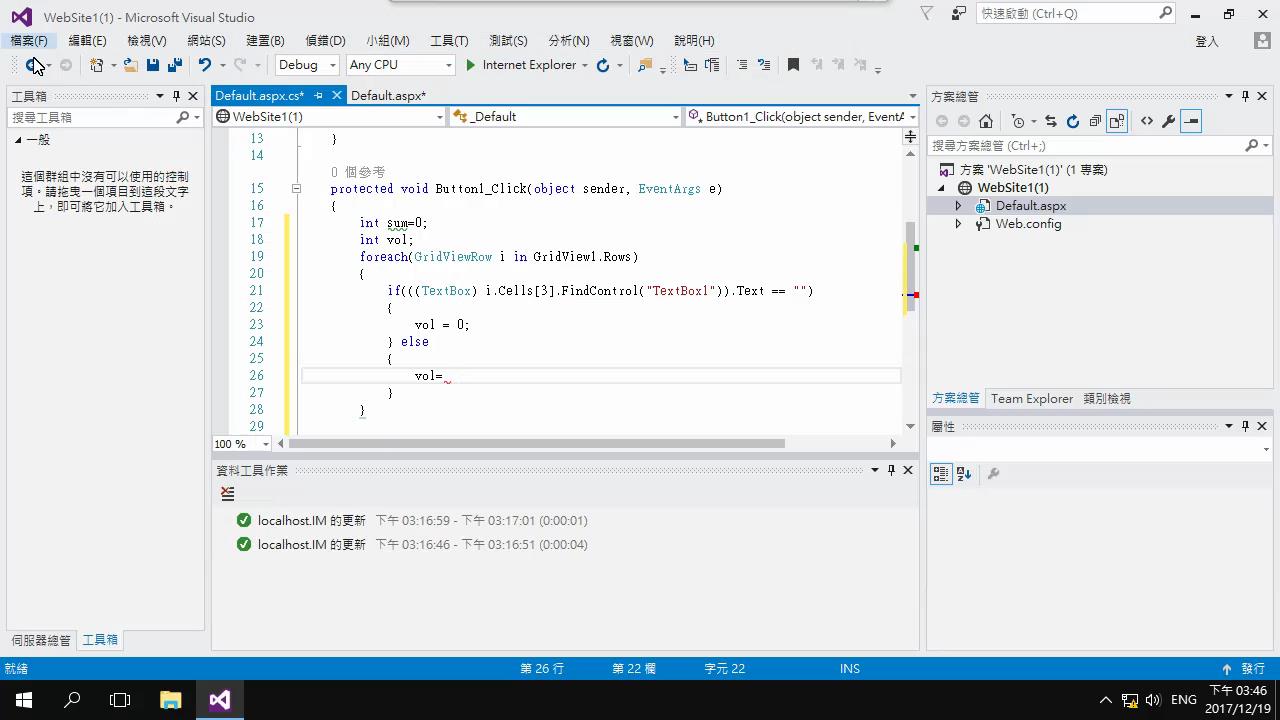 WebSite1(1) - Microsoft Visual Studio
快速啟動 (Ctrl+Q)
檔案(F) 編輯(E) 檢視(V) 網站(S) 建置(B) 偵錯(D) 小組(M) 工具(T) 測試(S) 分析(N) 視窗(W) 說明(H) 登入
Debug Any CPU Internet Explorer
工具箱
搜尋工具箱
一般
這個群組中沒有可以使用的控制
項。請拖曳一個項目到這段文字
上，即可將它加入工具箱。
伺服器總管 工具箱
Default.aspx.cs* Default.aspx*
WebSite1(1) _Default Button1_Click(object sender, EventA
13 }
14
0 個參考
15 protected void Button1_Click(object sender, EventArgs e)
16 {
17 int sum=0;
18 int vol;
19 foreach(GridViewRow i in GridView1.Rows)
20 {
21 if(((TextBox) i.Cells[3].FindControl("TextBox1")).Text == "")
22 {
23 vol = 0;
24 } else
25 {
26 vol=
27 }
28 }
29
100 %
資料工具作業
localhost.IM 的更新 下午 03:16:59 - 下午 03:17:01 (0:00:01)
localhost.IM 的更新 下午 03:16:46 - 下午 03:16:51 (0:00:04)
方案總管
搜尋方案總管 (Ctrl+;)
方案 'WebSite1(1)' (1 專案)
WebSite1(1)
Default.aspx
Web.config
方案總管 Team Explorer 類別檢視
屬性
就緒 第 26 行 第 22 欄 字元 22 INS 發行
ENG 下午 03:46
2017/12/19